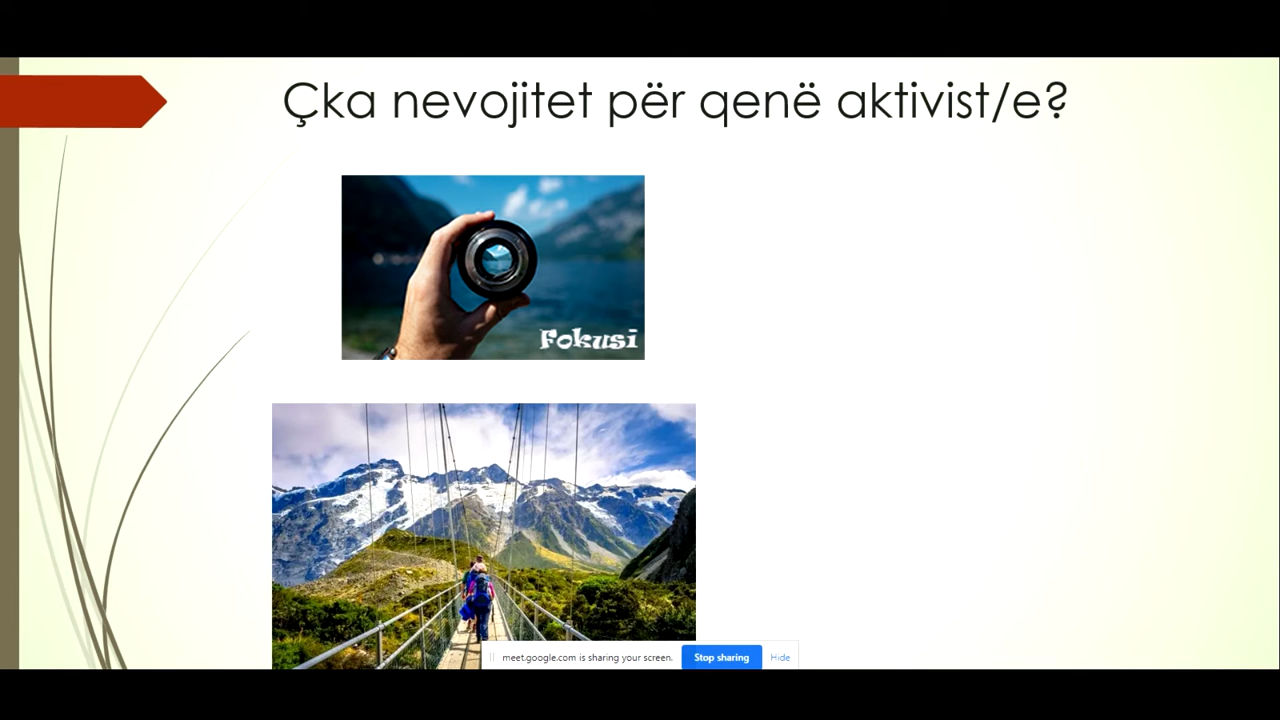 Çka nevojitet për qenë aktivist/e?
Fokusi
meet.google.com is sharing your screen. Stop sharing Hide